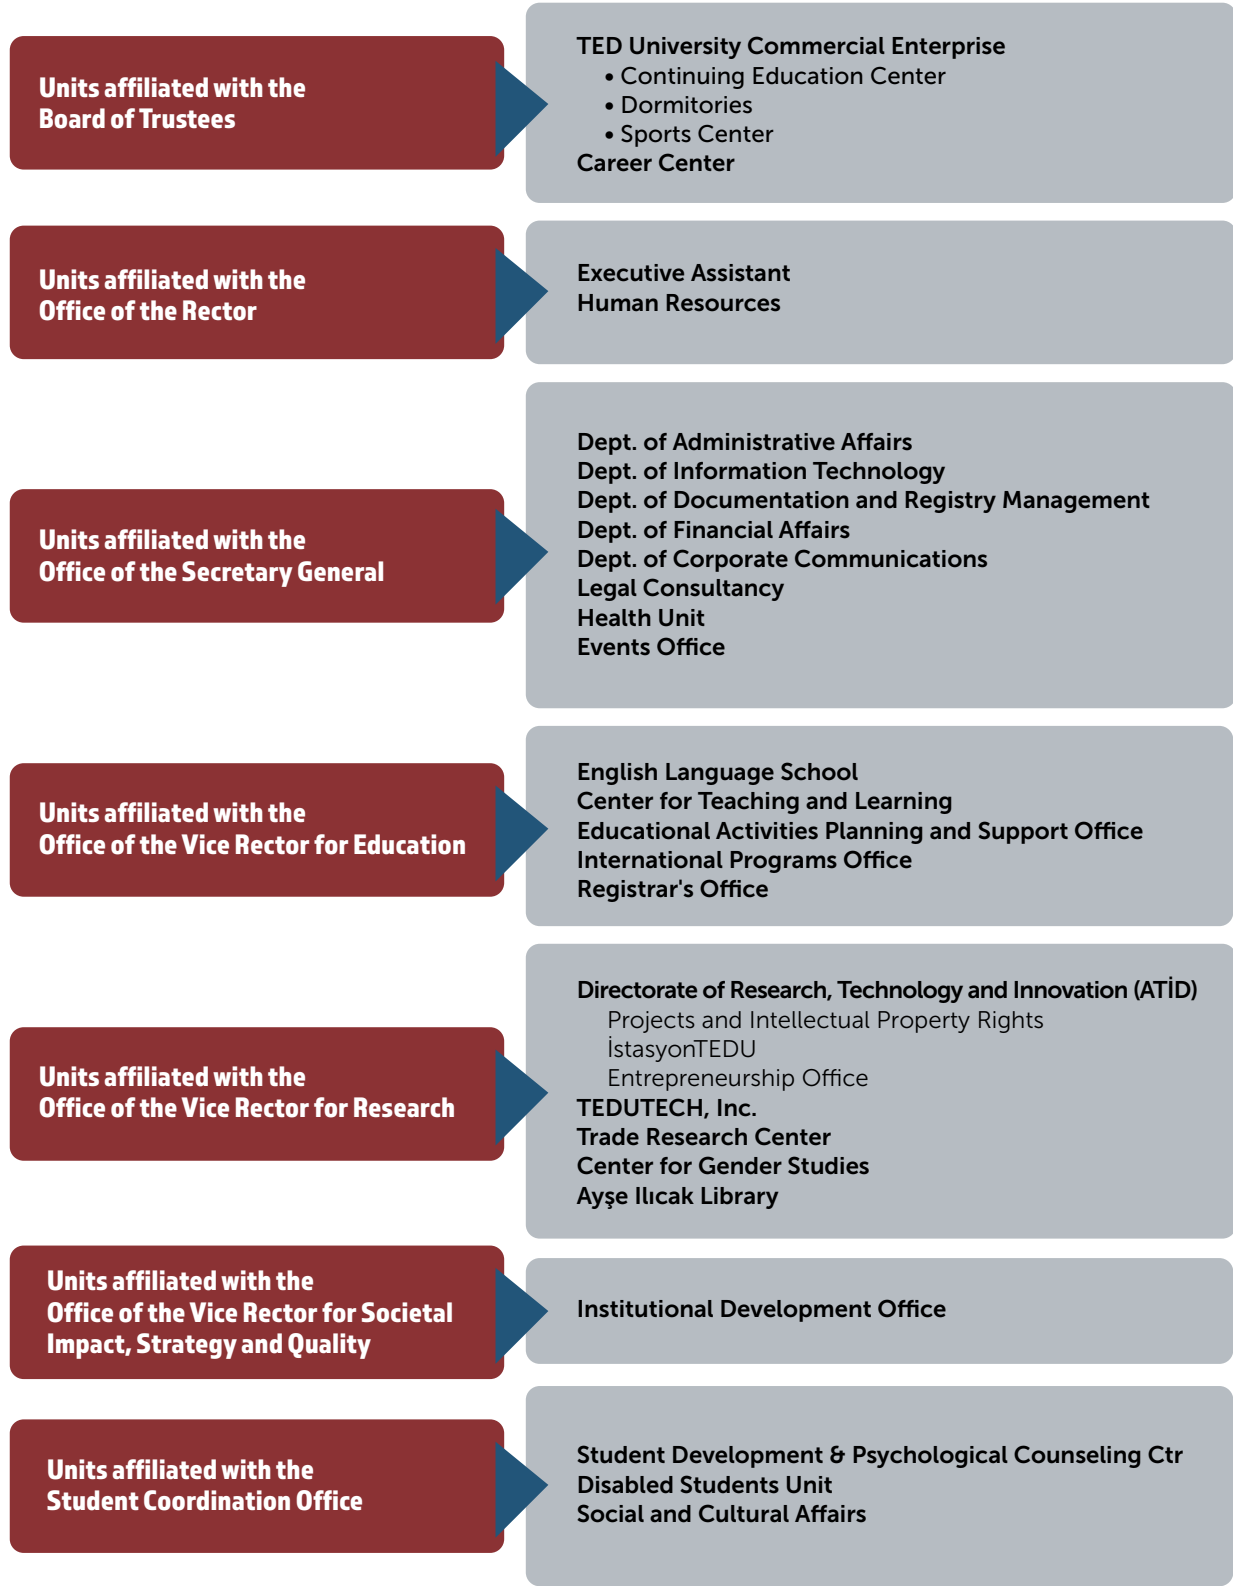 Units affiliated with the
Board of Trustees
TED University Commercial Enterprise
• Continuing Education Center
• Dormitories
• Sports Center
Career Center
Units affiliated with the
Office of the Rector
Executive Assistant
Human Resources
Units affiliated with the
Office of the Secretary General
Dept. of Administrative Affairs
Dept. of Information Technology
Dept. of Documentation and Registry Management
Dept. of Financial Affairs
Dept. of Corporate Communications
Legal Consultancy
Health Unit
Events Office
Units affiliated with the
Office of the Vice Rector for Education
English Language School
Center for Teaching and Learning
Educational Activities Planning and Support Office
International Programs Office
Registrar's Office
Units affiliated with the
Office of the Vice Rector for Research
Directorate of Research, Technology and Innovation (ATİD)
Projects and Intellectual Property Rights
İstasyonTEDU
Entrepreneurship Office
TEDUTECH, Inc.
Trade Research Center
Center for Gender Studies
Ayşe Ilıcak Library
Units affiliated with the
Office of the Vice Rector for Societal
Impact, Strategy and Quality
Institutional Development Office
Units affiliated with the
Student Coordination Office
Student Development & Psychological Counseling Ctr
Disabled Students Unit
Social and Cultural Affairs